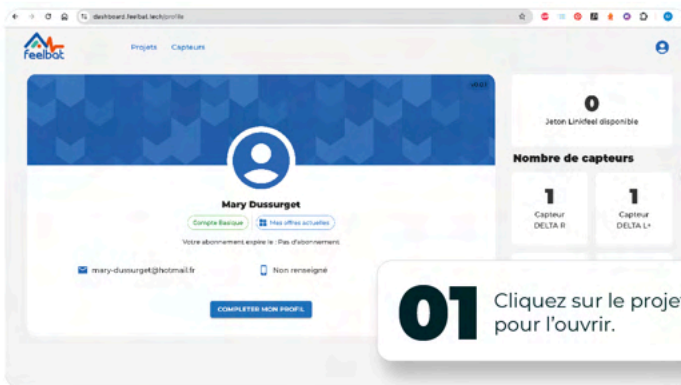 dashboard.feelbat.tech/profile
feelbat
Projets Capteurs
0
Jeton Linkfeel disponible
Nombre de capteurs
Mary Dussurget
Compte Basique Mes offres actuelles
Votre abonnement expire le : Pas d'abonnement
1 1
Capteur Capteur
DELTA R DELTA L+
mary-dussurget@hotmail.fr Non renseigné
COMPLETER MON PROFIL
01
Cliquez sur le projet
pour l'ouvrir.